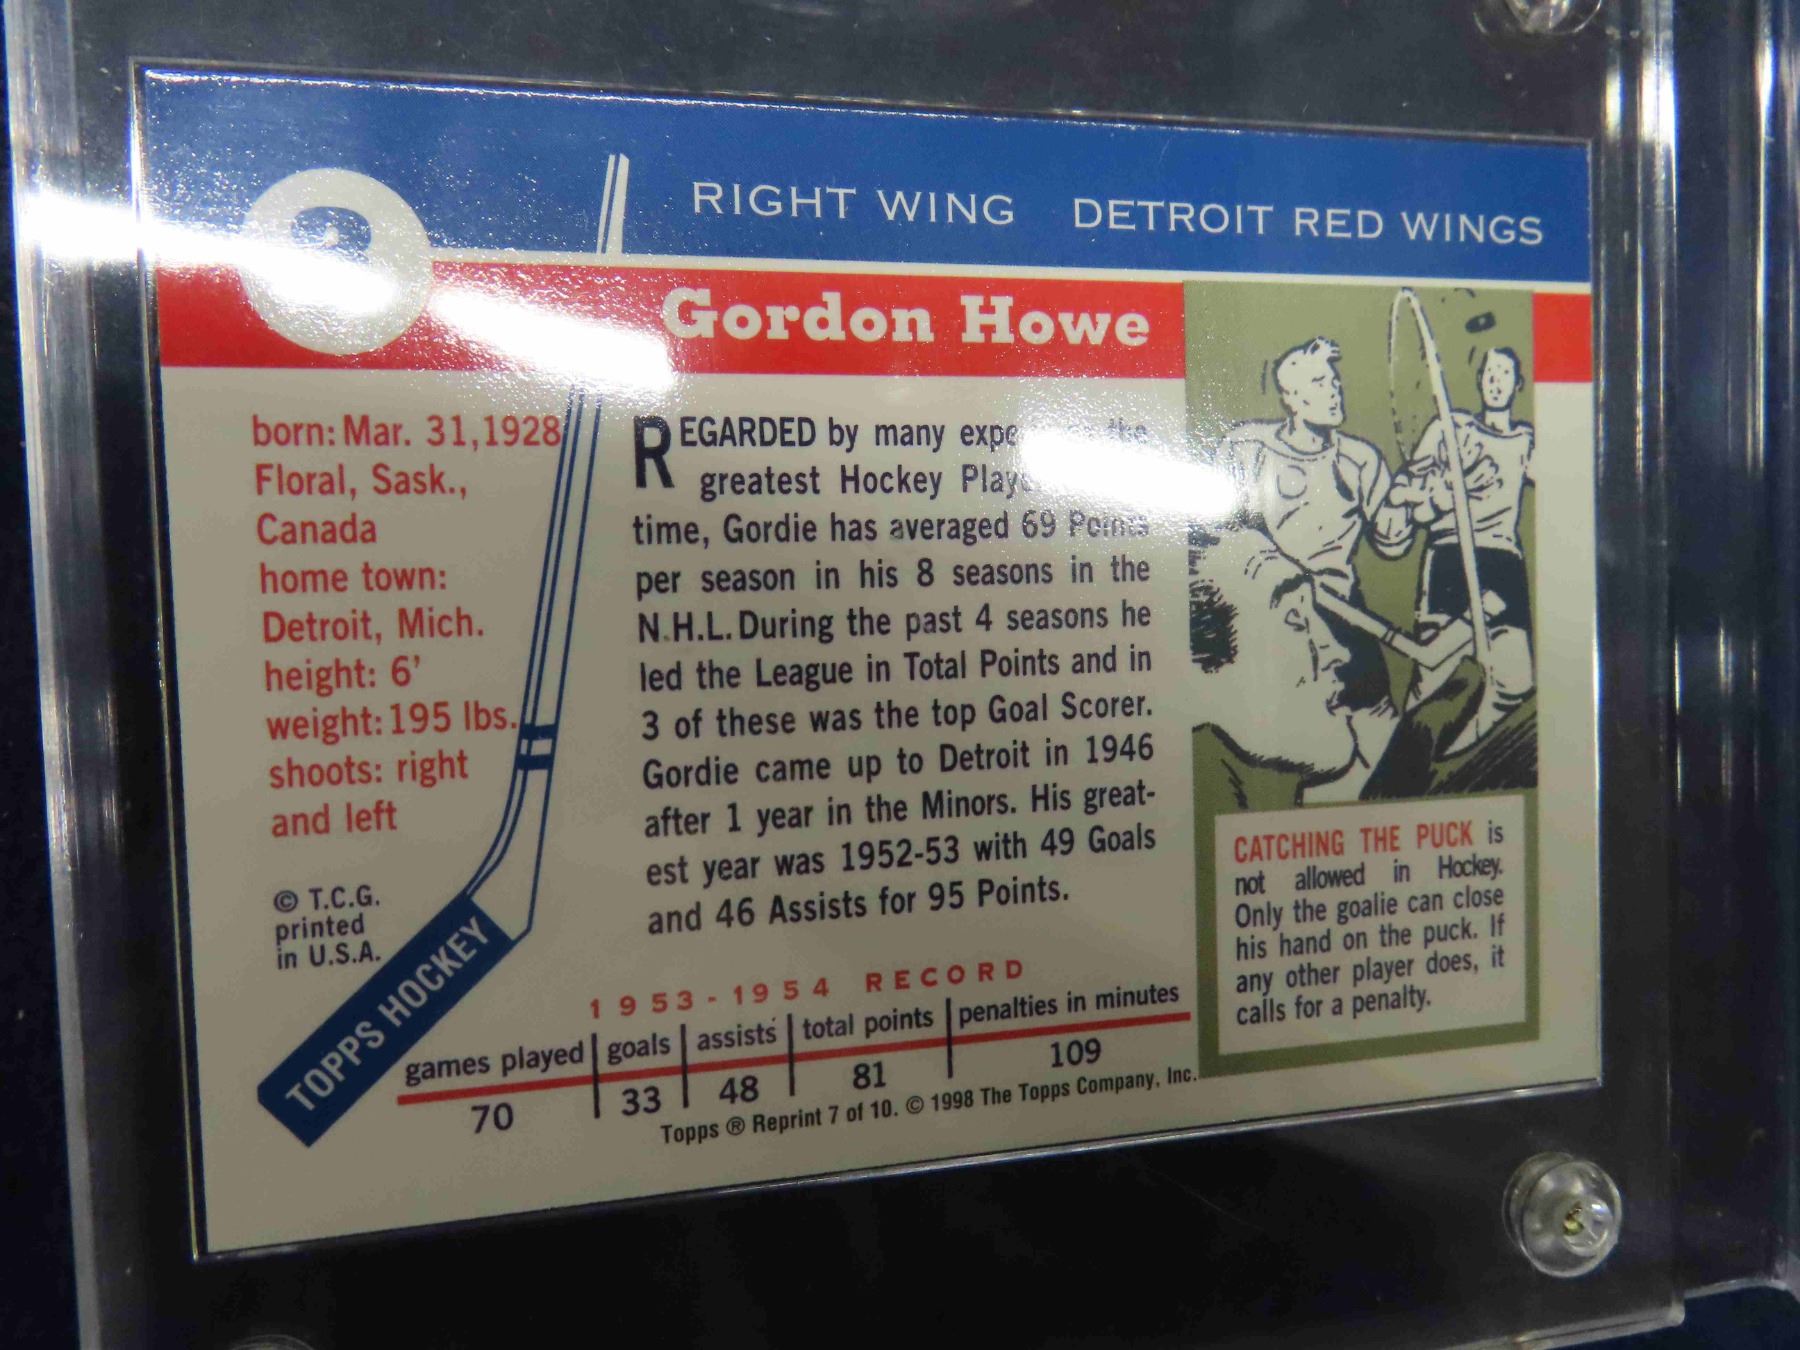 RIGHT WING DETROIT RED WINGS
Gordon Howe
born: Mar. 31, 1928
Floral, Sask.,
Canada
home town:
Detroit, Mich.
height: 6'
weight: 195 lbs.
shoots: right
and left
© T.C.G.
printed
in U.S.A.
TOPPS HOCKEY
REGARDED by many the
greatest Hockey
time, Gordie has averaged 69 Points
per season in his 8 seasons in the
N.H.L. During the past 4 seasons he
led the League in Total Points and in
3 of these was the top Goal Scorer.
Gordie came up to Detroit in 1946
after 1 year in the Minors. His great-
est year was 1952-53 with 49 Goals
and 46 Assists for 95 Points.
CATCHING THE PUCK is
not allowed in Hockey.
Only the goalie can close
his hand on the puck. If
any other player does, it
calls for a penalty.
1953-1954 RECORD
games played goals assists total points penalties in minutes
70 33 48 81 109
Topps ® Reprint 7 of 10. © 1998 The Topps Company, Inc.